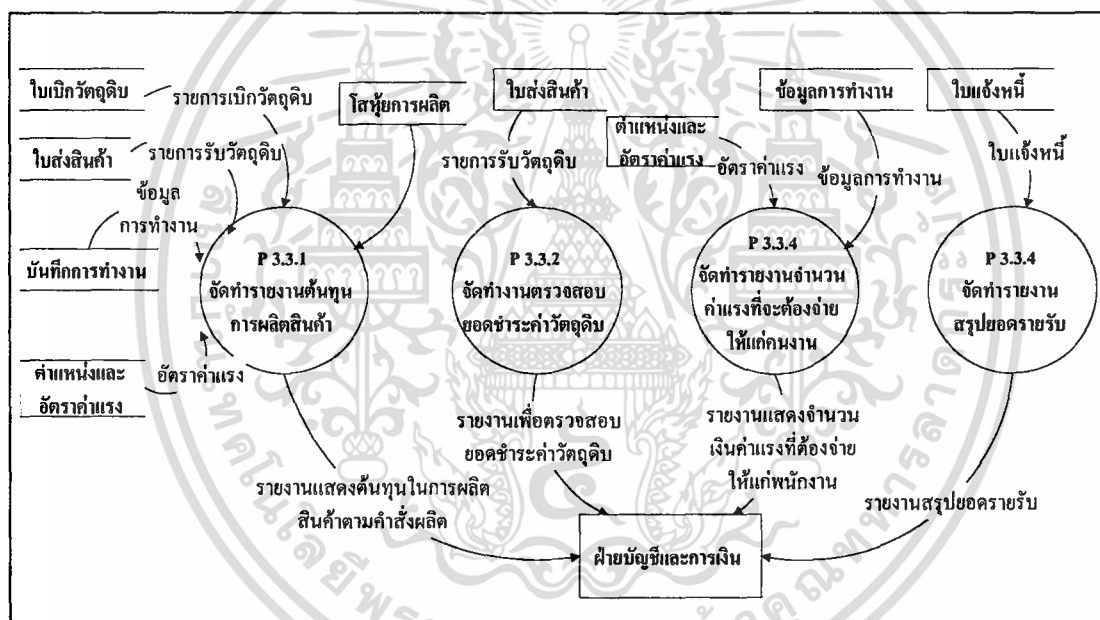 ใบเบิกวัตถุดิบ
รายการเบิกวัตถุดิบ
ใบส่งสินค้า
รายการรับวัตถุดิบ
ข้อมูล
การทำงาน
บันทึกการทำงาน
ตำแหน่งและ
อัตราค่าแรง
อัตราค่าแรง
โสหุ้ยการผลิต
P 3.3.1
จัดทำรายงานต้นทุน
การผลิตสินค้า
รายงานแสดงต้นทุนในการผลิต
สินค้าตามคำสั่งผลิต
ใบส่งสินค้า
รายการรับวัตถุดิบ
P 3.3.2
จัดทำงานตรวจสอบ
ยอดชำระค่าวัตถุดิบ
รายงานเพื่อตรวจสอบ
ยอดชำระค่าวัตถุดิบ
ตำแหน่งและ
อัตราค่าแรง
อัตราค่าแรง
ข้อมูลการทำงาน
ข้อมูลการทำงาน
P 3.3.4
จัดทำรายงานจำนวน
ค่าแรงที่จะต้องจ่าย
ให้แก่คนงาน
รายงานแสดงจำนวน
เงินค่าแรงที่ต้องจ่าย
ให้แก่พนักงาน
ใบแจ้งหนี้
ใบแจ้งหนี้
P 3.3.4
จัดทำรายงาน
สรุปยอดรายรับ
รายงานสรุปยอดรายรับ
ฝ่ายบัญชีและการเงิน